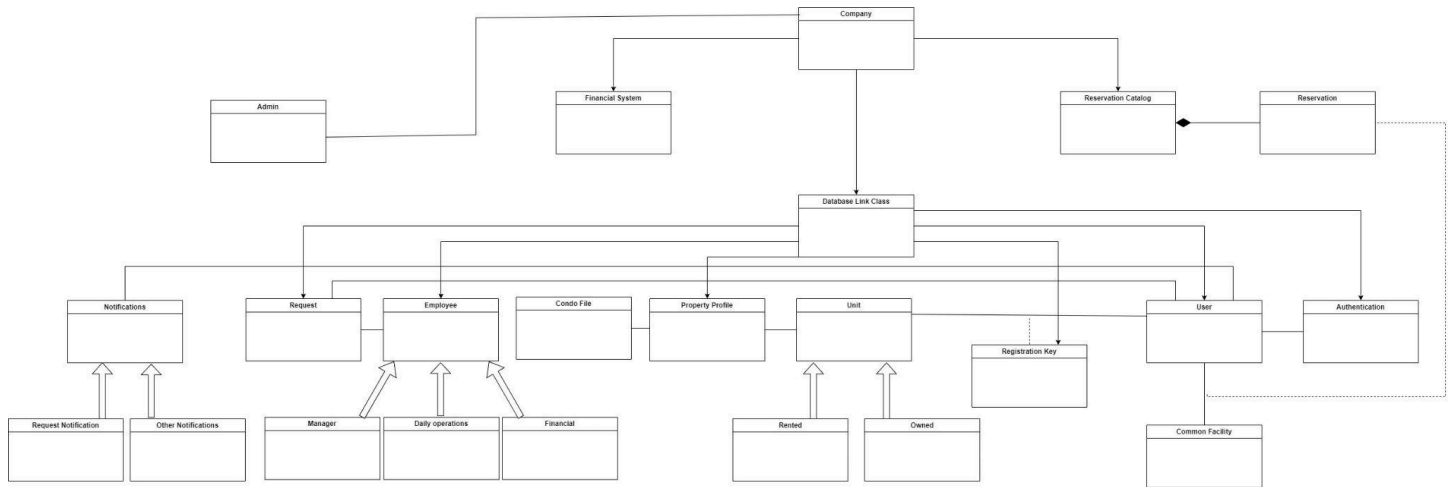 Company
Admin
Financial System
Reservation Catalog
Reservation
Database Link Class
Notifications
Request
Employee
Condo File
Property Profile
Unit
User
Authentication
Registration Key
Request Notification
Other Notifications
Manager
Daily operations
Financial
Rented
Owned
Common Facility